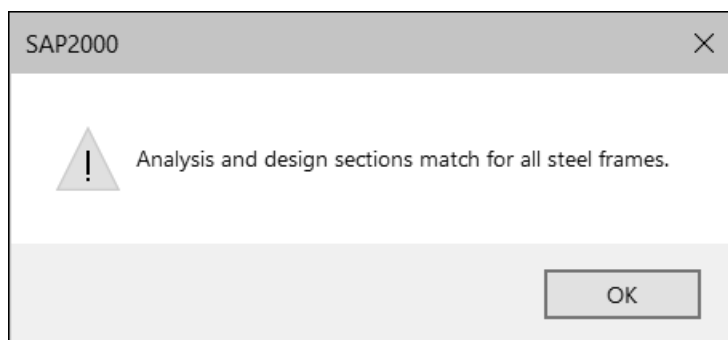 SAP2000
Analysis and design sections match for all steel frames.
OK